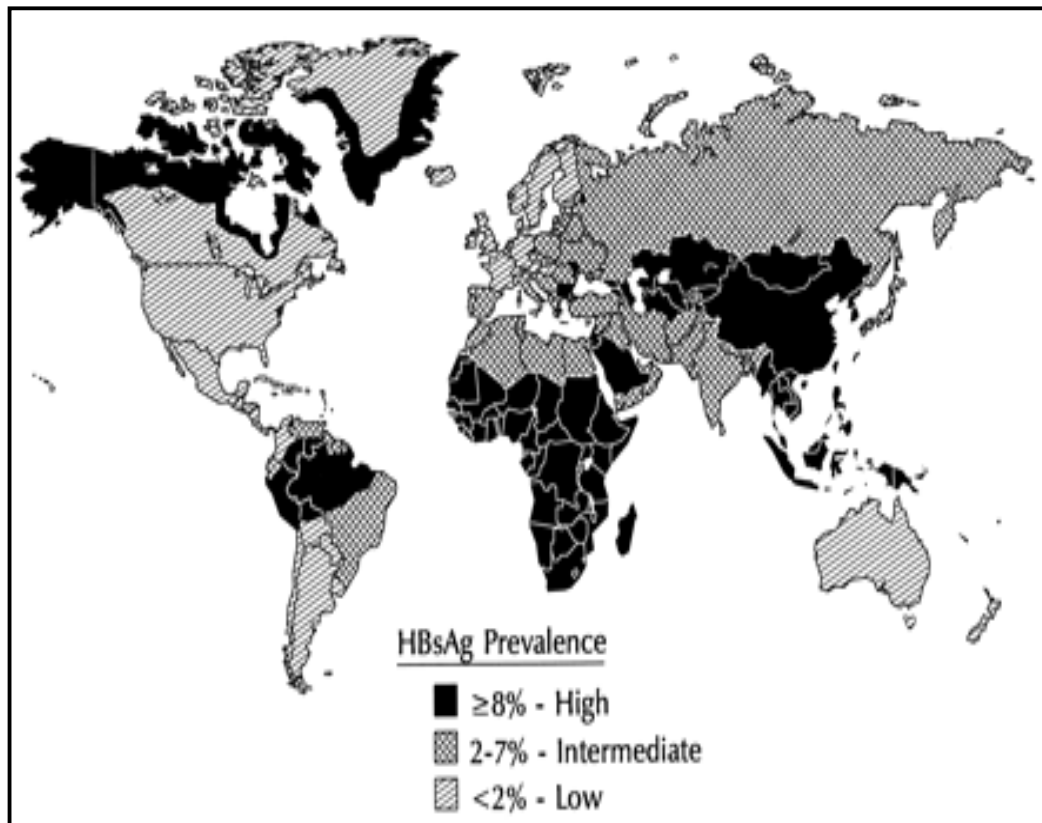 HBsAg Prevalence
≥8% - High
2-7% - Intermediate
<2% - Low